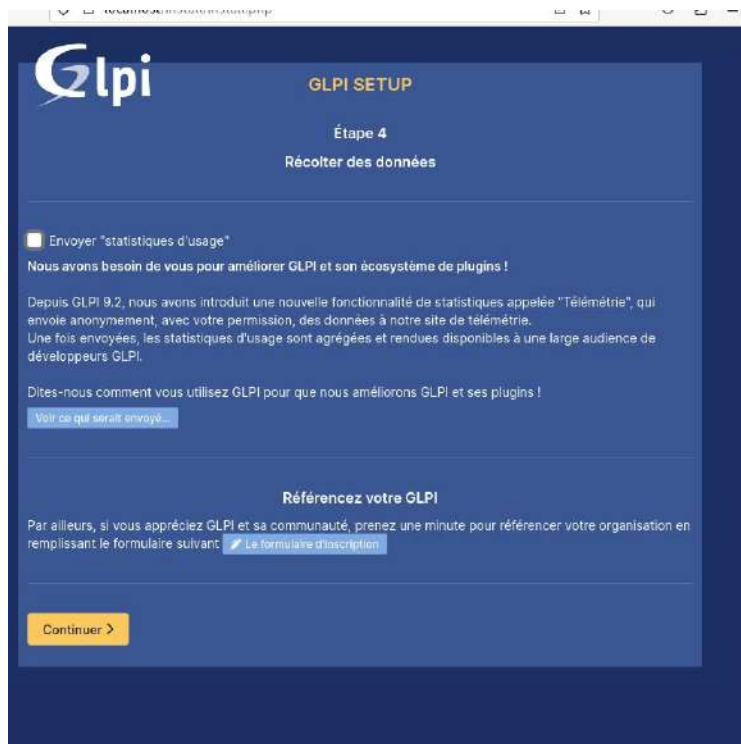 Glpi
GLPI SETUP
Étape 4
Récolter des données
Envoyer "statistiques d'usage"
Nous avons besoin de vous pour améliorer GLPI et son écosystème de plugins !
Depuis GLPI 9.2, nous avons introduit une nouvelle fonctionnalité de statistiques appelée "Télémétrie", qui
envoie anonymement, avec votre permission, des données à notre site de télémétrie.
Une fois envoyées, les statistiques d'usage sont agrégées et rendues disponibles à une large audience de
développeurs GLPI.
Dites-nous comment vous utilisez GLPI pour que nous améliorons GLPI et ses plugins !
Voir ce qui serait envoyé...
Référencez votre GLPI
Par ailleurs, si vous appréciez GLPI et sa communauté, prenez une minute pour référencer votre organisation en
remplissant le formulaire suivant Le formulaire d'inscription
Continuer >